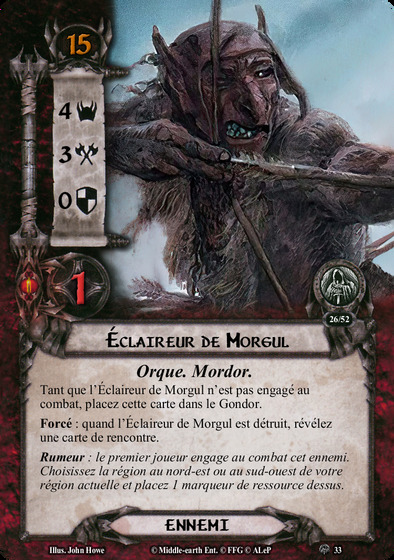 15
4
3
0
1
26/52
Éclaireur de Morgul
Orque. Mordor.
Tant que l'Éclaireur de Morgul n'est pas engagé au
combat, placez cette carte dans le Gondor.
Forcé : quand l'Éclaireur de Morgul est détruit, révélez
une carte de rencontre.
Rumeur : le premier joueur engage au combat cet ennemi.
Choisissez la région au nord-est ou au sud-ouest de votre
région actuelle et placez 1 marqueur de ressource dessus.
ENNEMI
Illus. John Howe © Middle-earth Ent. © FFG © ALeP 33